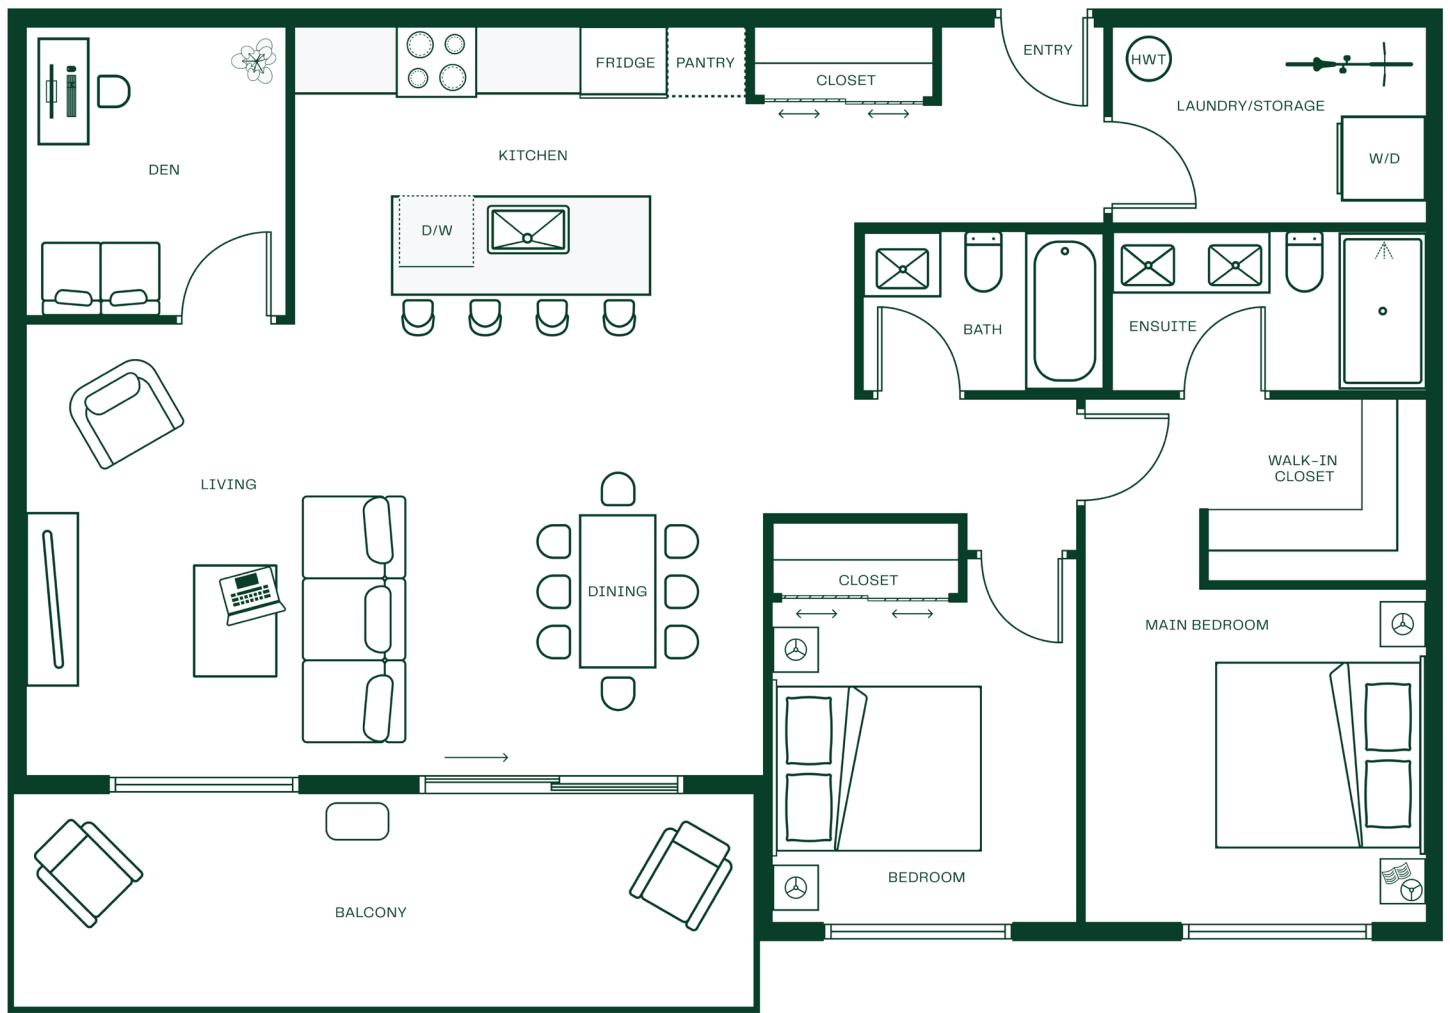 ENTRY
HWT
FRIDGE
PANTRY
CLOSET
LAUNDRY/STORAGE
KITCHEN
W/D
DEN
D/W
ENSUITE
BATH
WALK-IN
CLOSET
LIVING
CLOSET
DINING
MAIN BEDROOM
BEDROOM
BALCONY